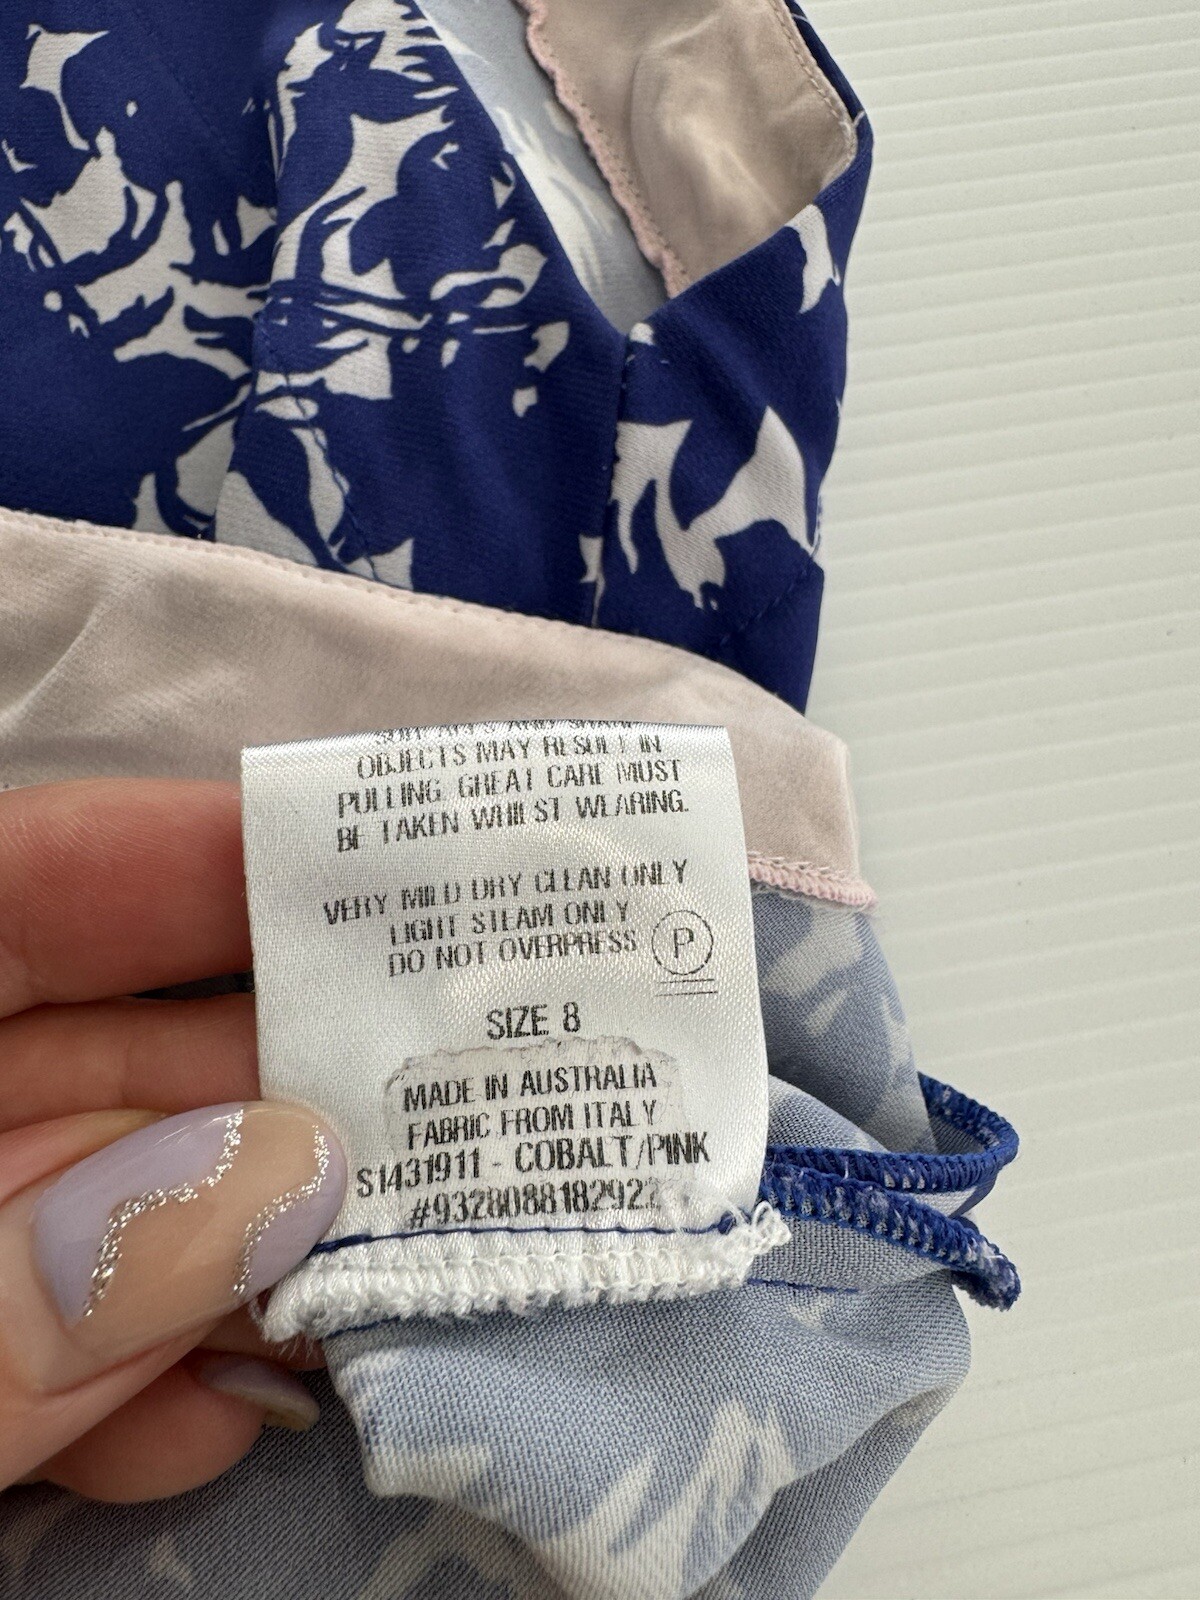 OBJECTS MAY RESULT IN
PULLING. GREAT CARE MUST
BE TAKEN WHILST WEARING.
VERY MILD DRY CLEAN ONLY
LIGHT STEAM ONLY
DO NOT OVERPRESS
P
SIZE 8
MADE IN AUSTRALIA
FABRIC FROM ITALY
S1431911 - COBALT/PINK
#9328088182922